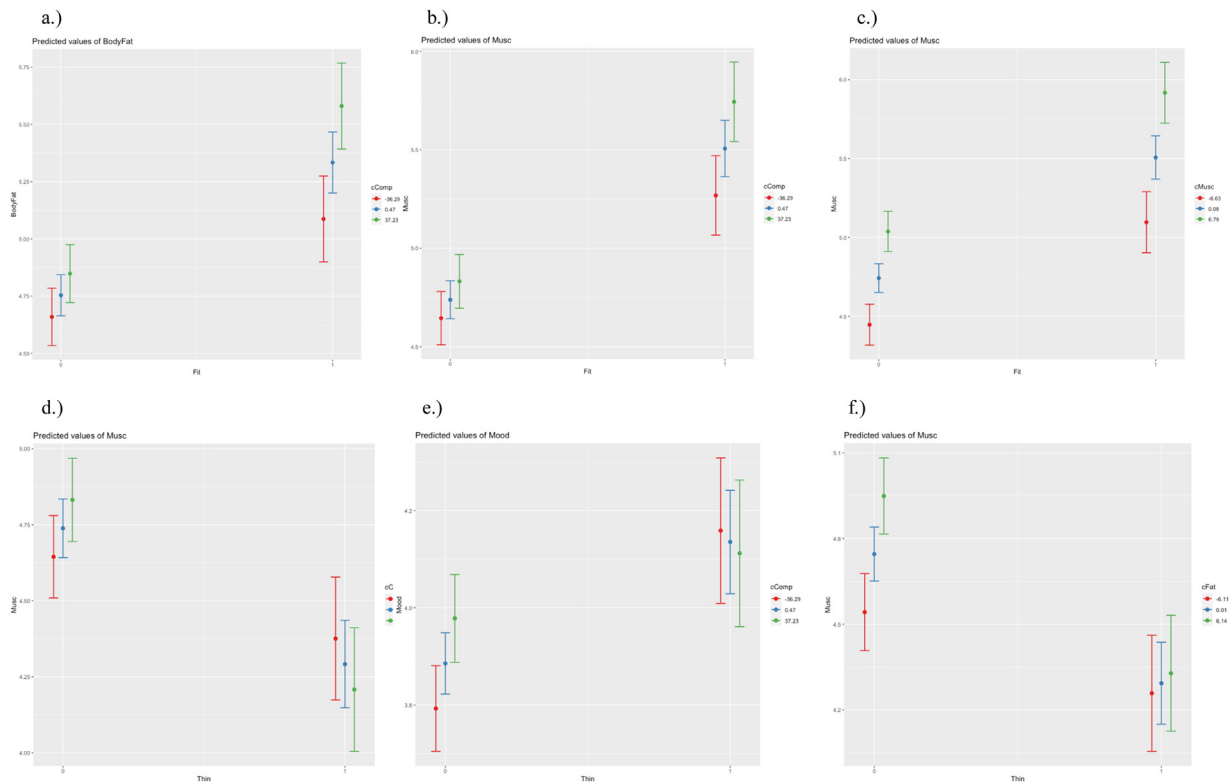 a.)
Predicted values of BodyFat
5.75
5.50
5.25
5.00
4.75
4.50
BodyFat
0
1
Fit
cComp
-36.29
0.47
37.23
b.)
Predicted values of Musc
6.0
5.5
5.0
4.5
Musc
0
1
Fit
cComp
-36.29
0.47
37.23
c.)
Predicted values of Musc
6.0
5.5
5.0
4.5
Musc
0
1
Fit
cMusc
-6.63
0.08
6.79
d.)
Predicted values of Musc
5.00
4.75
4.50
4.25
4.00
Musc
0
1
Thin
cC
e.)
Predicted values of Mood
4.2
4.0
3.8
Mood
0
1
Thin
cComp
-36.29
0.47
37.23
f.)
Predicted values of Musc
5.1
4.8
4.5
4.2
Musc
0
1
Thin
cFat
-6.11
0.01
6.14